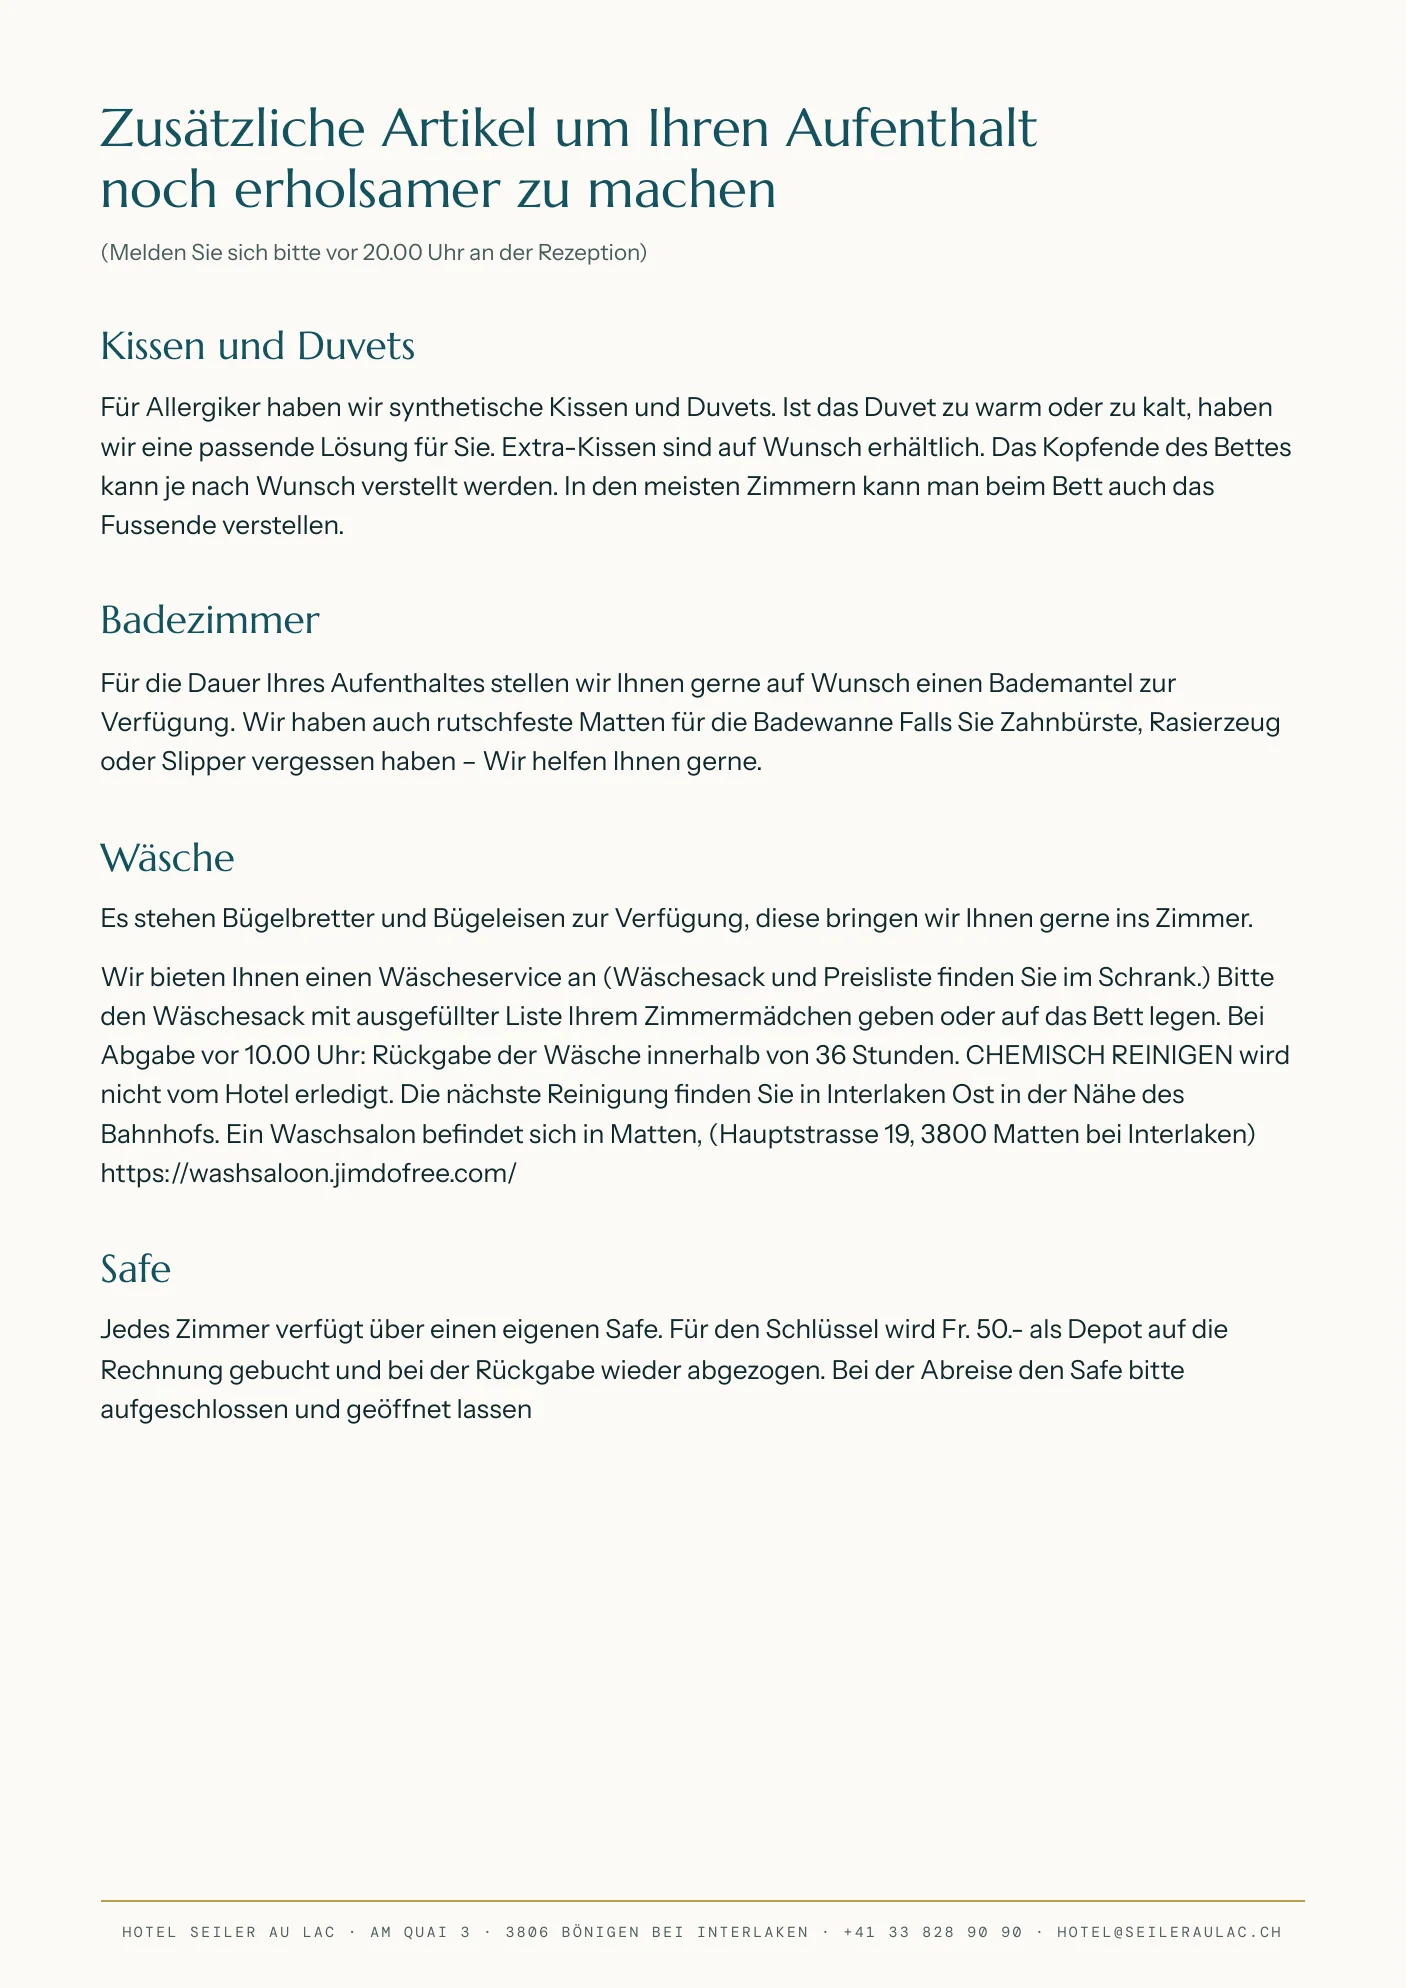 Zusätzliche Artikel um Ihren Aufenthalt
noch erholsamer zu machen
(Melden Sie sich bitte vor 20.00 Uhr an der Rezeption)
Kissen und Duvets
Für Allergiker haben wir synthetische Kissen und Duvets. Ist das Duvet zu warm oder zu kalt, haben
wir eine passende Lösung für Sie. Extra-Kissen sind auf Wunsch erhältlich. Das Kopfende des Bettes
kann je nach Wunsch verstellt werden. In den meisten Zimmern kann man beim Bett auch das
Fussende verstellen.
Badezimmer
Für die Dauer Ihres Aufenthaltes stellen wir Ihnen gerne auf Wunsch einen Bademantel zur
Verfügung. Wir haben auch rutschfeste Matten für die Badewanne Falls Sie Zahnbürste, Rasierzeug
oder Slipper vergessen haben – Wir helfen Ihnen gerne.
Wäsche
Es stehen Bügelbretter und Bügeleisen zur Verfügung, diese bringen wir Ihnen gerne ins Zimmer.
Wir bieten Ihnen einen Wäscheservice an (Wäschesack und Preisliste finden Sie im Schrank.) Bitte
den Wäschesack mit ausgefüllter Liste Ihrem Zimmermädchen geben oder auf das Bett legen. Bei
Abgabe vor 10.00 Uhr: Rückgabe der Wäsche innerhalb von 36 Stunden. CHEMISCH REINIGEN wird
nicht vom Hotel erledigt. Die nächste Reinigung finden Sie in Interlaken Ost in der Nähe des
Bahnhofs. Ein Waschsalon befindet sich in Matten, (Hauptstrasse 19, 3800 Matten bei Interlaken)
https://washsaloon.jimdofree.com/
Safe
Jedes Zimmer verfügt über einen eigenen Safe. Für den Schlüssel wird Fr. 50.- als Depot auf die
Rechnung gebucht und bei der Rückgabe wieder abgezogen. Bei der Abreise den Safe bitte
aufgeschlossen und geöffnet lassen
HOTEL SEILER AU LAC · AM QUAI 3 · 3806 BÖNIGEN BEI INTERLAKEN · +41 33 828 90 90 · HOTEL@SEILERAULAC.CH